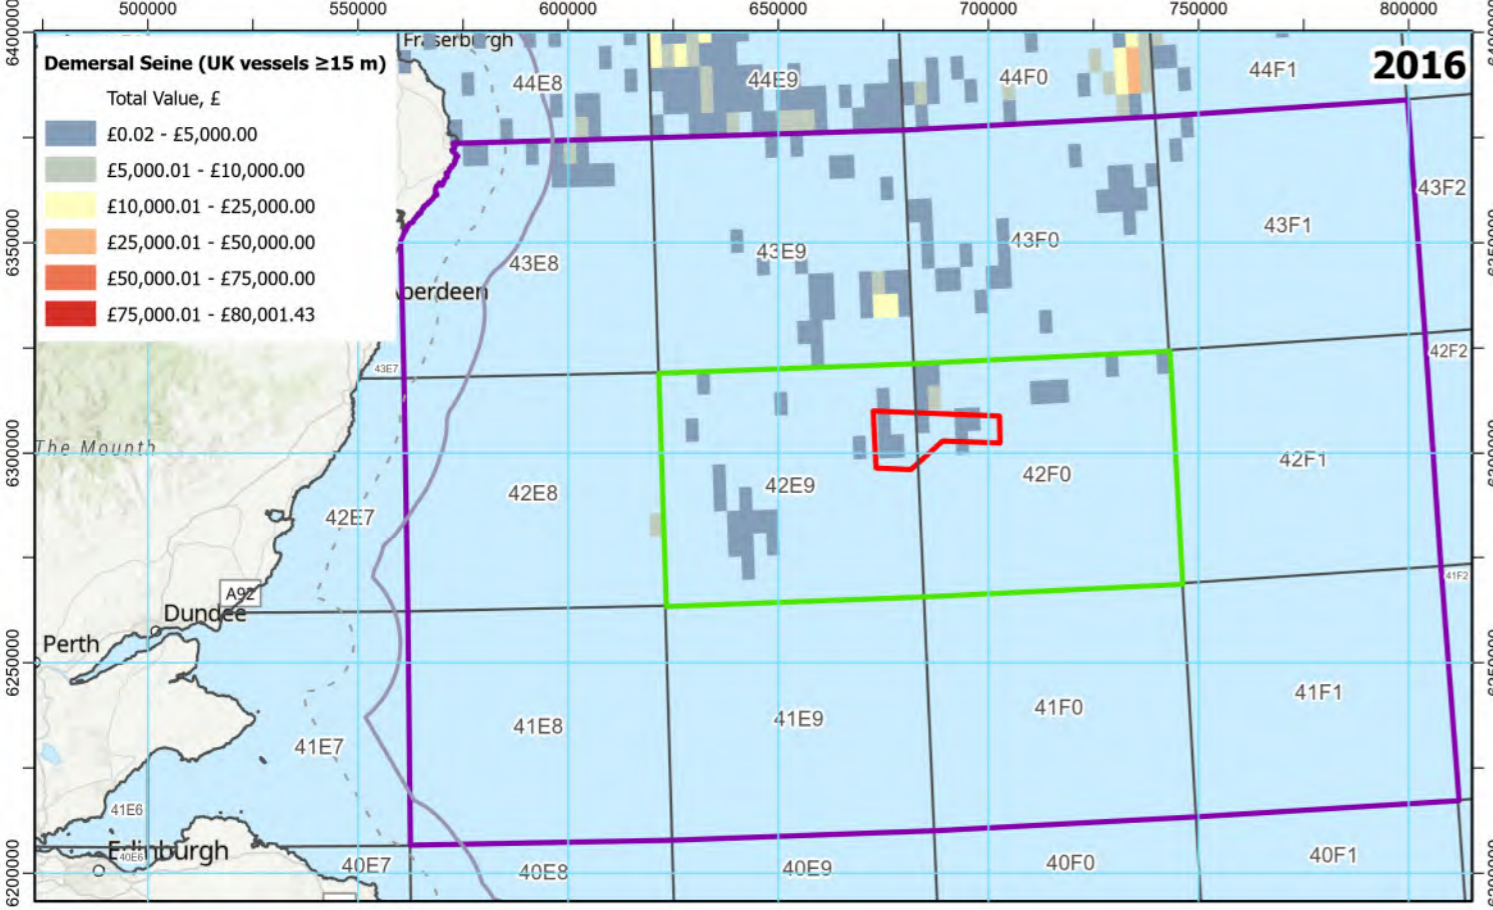 500000 550000 600000 650000 700000 750000 800000
Fraserburgh
Demersal Seine (UK vessels ≥15 m)
2016
Total Value, £
£0.02 - £5,000.00
£5,000.01 - £10,000.00
£10,000.01 - £25,000.00
£25,000.01 - £50,000.00
£50,000.01 - £75,000.00
£75,000.01 - £80,001.43
44E8 44E9 44F0 44F1
43E8 43E9 43F0 43F1 43F2
Aberdeen
43E7
42F2
The Mounth
42E7 42E8 42E9 42F0 42F1
A92
41F2
Dundee
Perth
41E7 41E8 41E9 41F0 41F1
41E6
Edinburgh
40E6
40E7 40E8 40E9 40F0 40F1
6400000
6350000
6300000
6250000
6200000